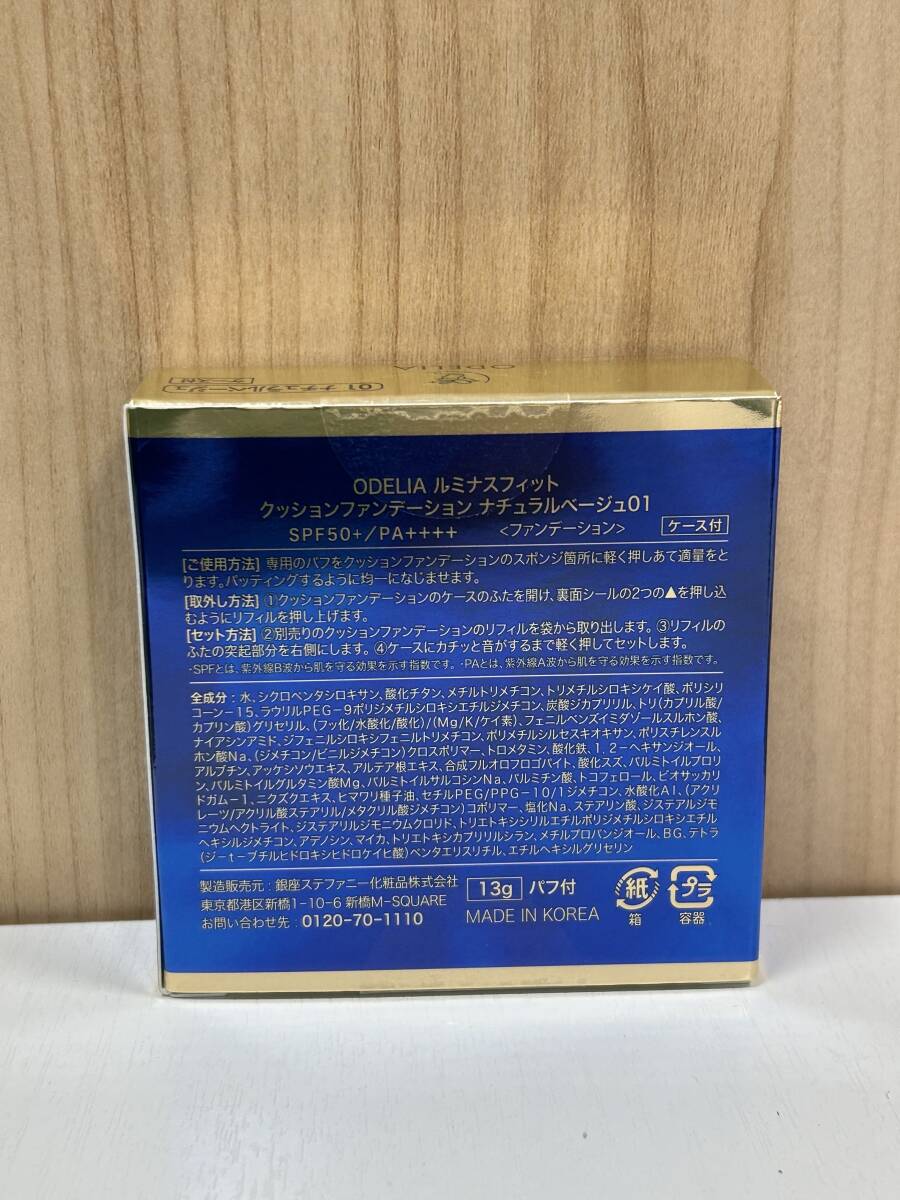 ODELIA
01 ナチュラルベージュ
ケース付
ODELIA ルミナスフィット
クッションファンデーション ナチュラルベージュ01
SPF50+/PA++++ <ファンデーション> ケース付
[ご使用方法] 専用のパフをクッションファンデーションのスポンジ箇所に軽く押しあて適量をと
ります。パッティングするように均一になじませます。
[取外し方法] ①クッションファンデーションのケースのふたを開け、裏面シールの2つの▲を押し込
むようにリフィルを押し上げます。
[セット方法] ②別売りのクッションファンデーションのリフィルを袋から取り出します。③リフィルの
ふたの突起部分を右側にします。④ケースにカチッと音がするまで軽く押してセットします。
・SPFとは、紫外線B波から肌を守る効果を示す指数です。・PAとは、紫外線A波から肌を守る効果を示す指数です。
全成分:水、シクロペンタシロキサン、酸化チタン、メチルトリメチコン、トリメチルシロキシケイ酸、ポリシリ
コーン-15、ラウリルPEG-9ポリジメチルシロキシエチルジメチコン、炭酸ジカプリリル、トリ(カプリル酸/
カプリン酸)グリセリル、(フッ化/水酸化/酸化)/(Mg/K/ケイ素)、フェニルベンズイミダゾールスルホン酸、
ナイアシンアミド、ジフェニルシロキシフェニルトリメチコン、ポリメチルシルセスキオキサン、ポリスチレンスル
ホン酸Na、(ジメチコン/ビニルジメチコン)クロスポリマー、トロメタミン、酸化鉄、1,2-ヘキサンジオール、
アルブチン、アッケシソウエキス、アルテア根エキス、合成フルオロフロゴパイト、酸化スズ、パルミトイルプロリ
ン、パルミトイルグルタミン酸Mg、パルミトイルサルコシンNa、パルミチン酸、トコフェロール、ビオサッカリ
ドガム-1、ニクズクエキス、ヒマワリ種子油、セチルPEG/PPG-10/1ジメチコン、水酸化Al、(アクリ
レーツ/アクリル酸ステアリル/メタクリル酸ジメチコン)コポリマー、塩化Na、ステアリン酸、ジステアルジモ
ニウムヘクトライト、ジステアリルジモニウムクロリド、トリエトキシシリルエチルポリジメチルシロキシエチル
ヘキシルジメチコン、アデノシン、マイカ、トリエトキシカプリリルシラン、メチルプロパンジオール、BG、テトラ
(ジ-t-ブチルヒドロキシヒドロケイヒ酸)ペンタエリスリチル、エチルヘキシルグリセリン
製造販売元:銀座ステファニー化粧品株式会社
東京都港区新橋1-10-6 新橋M-SQUARE
お問い合わせ先:0120-70-1110
13g パフ付
MADE IN KOREA
紙
箱
プラ
容器